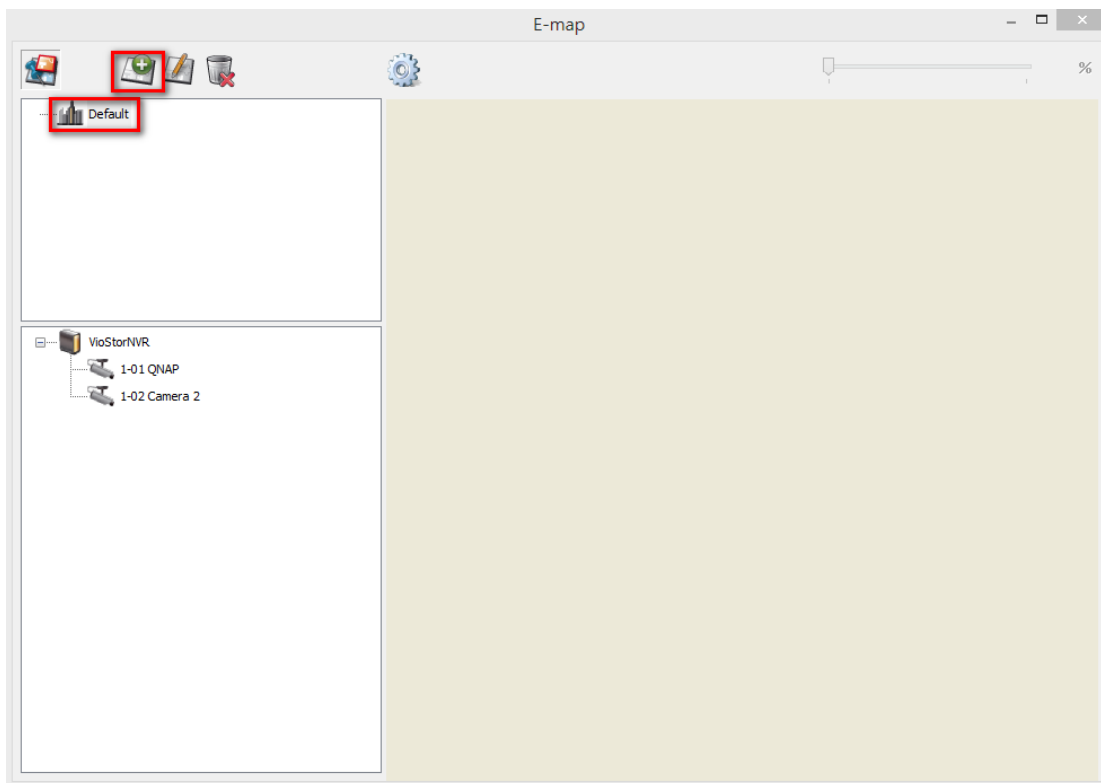 E-map
%
Default
VioStorNVR
1-01 QNAP
1-02 Camera 2